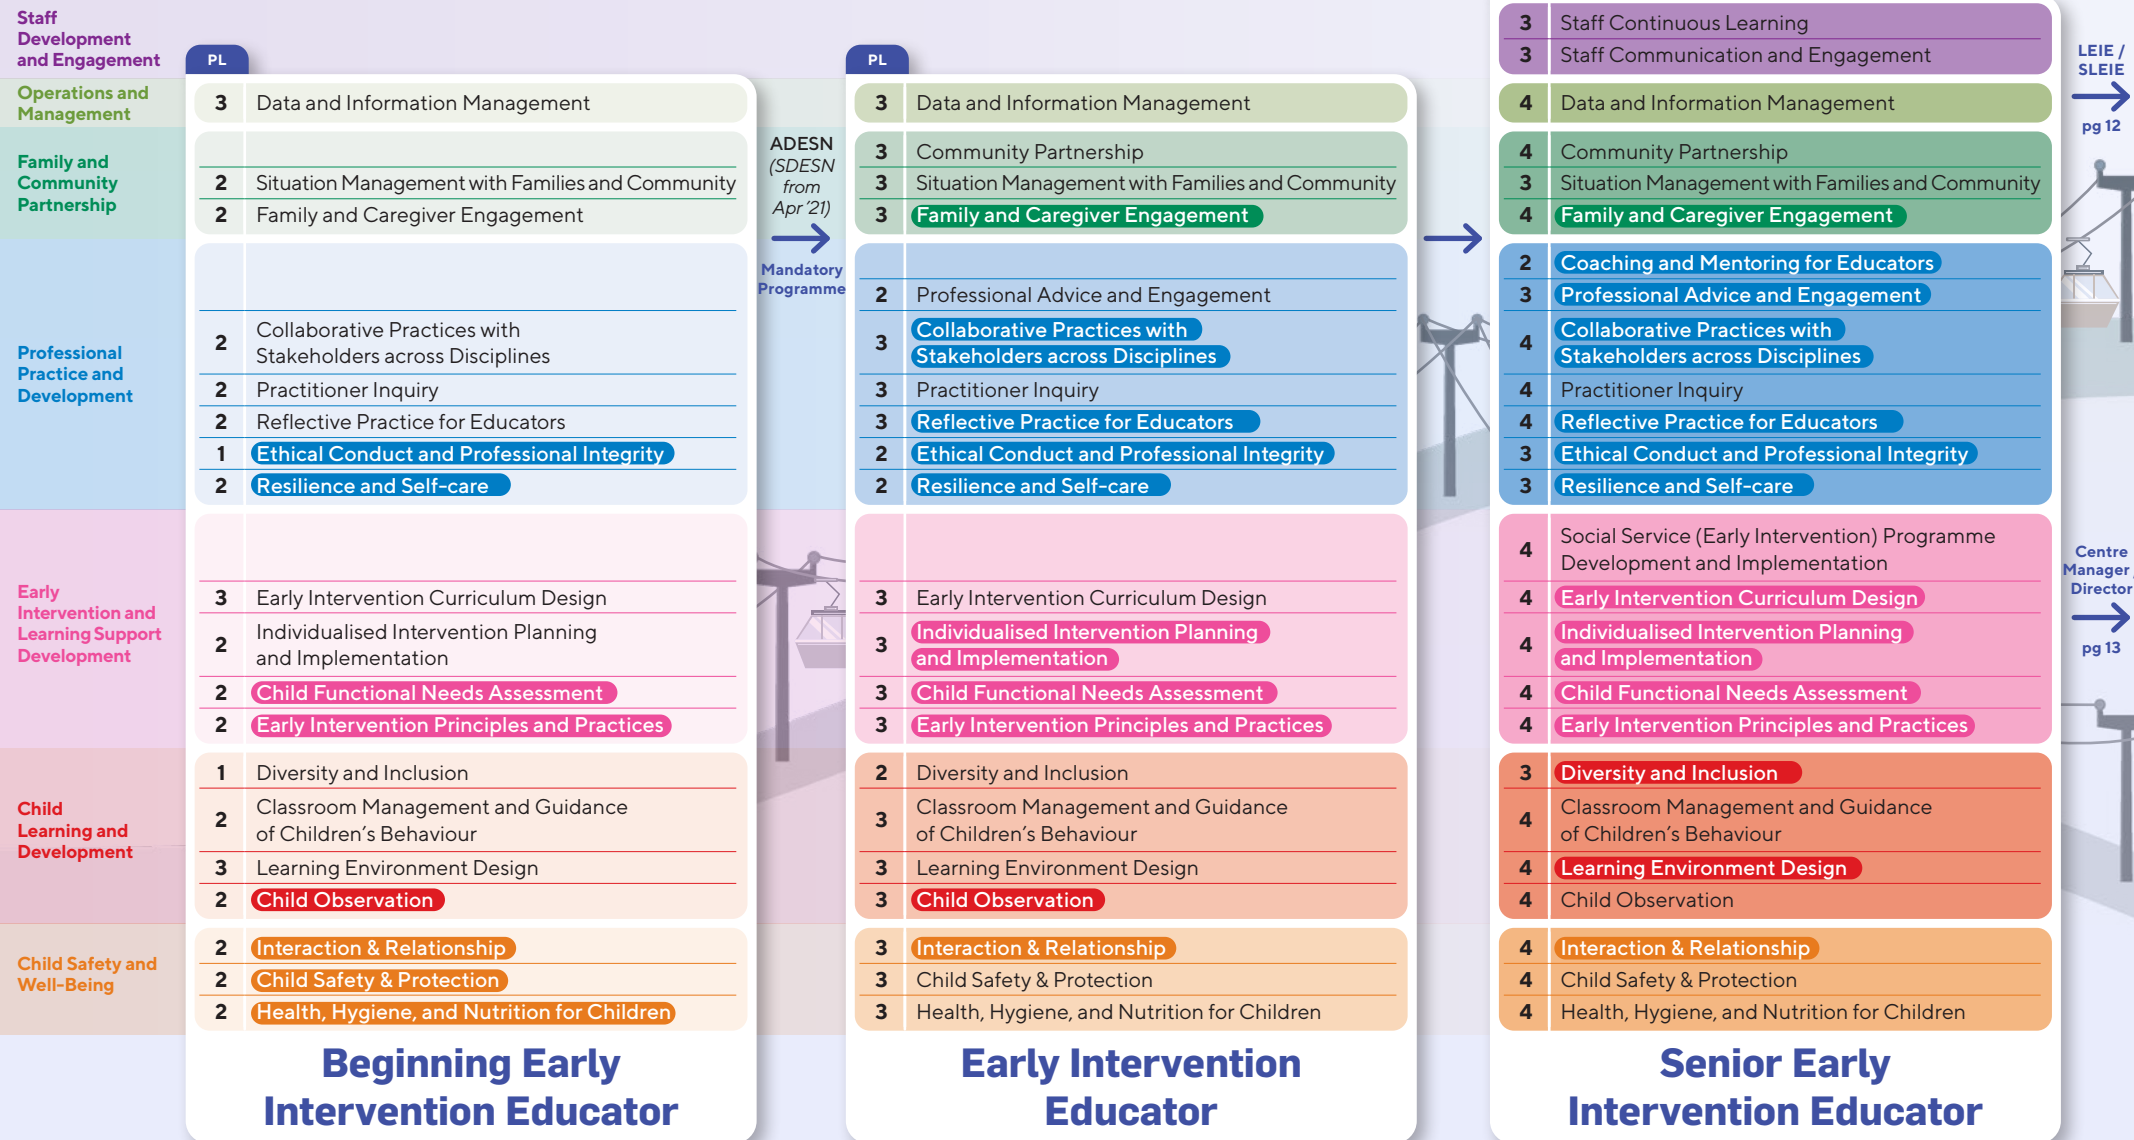 Staff
Development
and Engagement
Operations and
Management
Family and
Community
Partnership
Professional
Practice and
Development
Early
Intervention and
Learning Support
Development
Child
Learning and
Development
Child Safety and
Well-Being
PL
3 Data and Information Management
2 Situation Management with Families and Community
2 Family and Caregiver Engagement
2 Collaborative Practices with
Stakeholders across Disciplines
2 Practitioner Inquiry
2 Reflective Practice for Educators
1 Ethical Conduct and Professional Integrity
2 Resilience and Self-care
3 Early Intervention Curriculum Design
2 Individualised Intervention Planning
and Implementation
2 Child Functional Needs Assessment
2 Early Intervention Principles and Practices
1 Diversity and Inclusion
2 Classroom Management and Guidance
of Children's Behaviour
3 Learning Environment Design
2 Child Observation
2 Interaction & Relationship
2 Child Safety & Protection
2 Health, Hygiene, and Nutrition for Children
Beginning Early
Intervention Educator
ADESN
(SDESN
from
Apr '21)
Mandatory
Programme
PL
3 Data and Information Management
3 Community Partnership
3 Situation Management with Families and Community
3 Family and Caregiver Engagement
2 Professional Advice and Engagement
3 Collaborative Practices with
Stakeholders across Disciplines
3 Practitioner Inquiry
3 Reflective Practice for Educators
2 Ethical Conduct and Professional Integrity
2 Resilience and Self-care
3 Early Intervention Curriculum Design
3 Individualised Intervention Planning
and Implementation
3 Child Functional Needs Assessment
3 Early Intervention Principles and Practices
2 Diversity and Inclusion
3 Classroom Management and Guidance
of Children's Behaviour
3 Learning Environment Design
3 Child Observation
3 Interaction & Relationship
3 Child Safety & Protection
3 Health, Hygiene, and Nutrition for Children
Early Intervention
Educator
3 Staff Continuous Learning
3 Staff Communication and Engagement
4 Data and Information Management
4 Community Partnership
3 Situation Management with Families and Community
4 Family and Caregiver Engagement
2 Coaching and Mentoring for Educators
3 Professional Advice and Engagement
4 Collaborative Practices with
Stakeholders across Disciplines
4 Practitioner Inquiry
4 Reflective Practice for Educators
3 Ethical Conduct and Professional Integrity
3 Resilience and Self-care
4 Social Service (Early Intervention) Programme
Development and Implementation
4 Early Intervention Curriculum Design
4 Individualised Intervention Planning
and Implementation
4 Child Functional Needs Assessment
4 Early Intervention Principles and Practices
3 Diversity and Inclusion
4 Classroom Management and Guidance
of Children's Behaviour
4 Learning Environment Design
4 Child Observation
4 Interaction & Relationship
4 Child Safety & Protection
4 Health, Hygiene, and Nutrition for Children
Senior Early
Intervention Educator
LEIE /
SLEIE
pg 12
Centre
Manager /
Director
pg 13